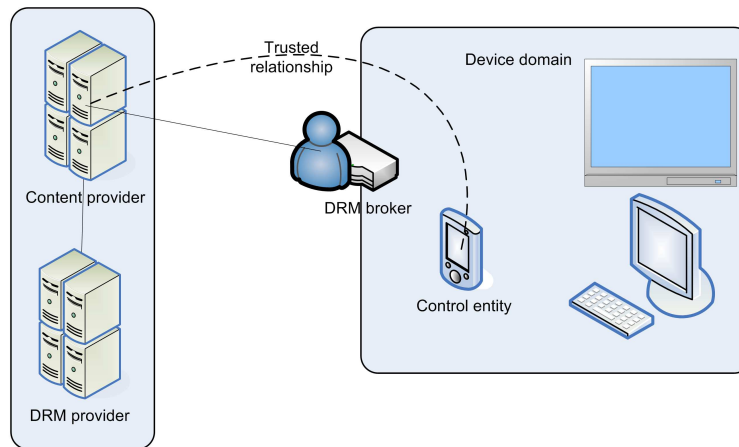 Trusted
relationship
Device domain
Content provider
DRM broker
Control entity
DRM provider